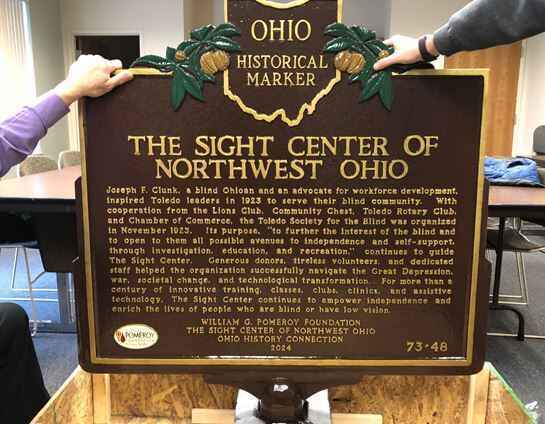 OHIO
HISTORICAL
MARKER
THE SIGHT CENTER OF
NORTHWEST OHIO
Joseph F. Clunk, a blind Ohioan and an advocate for workforce development,
inspired Toledo leaders in 1923 to serve their blind community. With
cooperation from the Lions Club, Community Chest, Toledo Rotary Club,
and Chamber of Commerce, the Toledo Society for the Blind was organized
in November 1923. Its purpose, "to further the interest of the blind and
to open to them all possible avenues to independence and self-support,
through investigation, education, and recreation," continues to guide
The Sight Center. Generous donors, tireless volunteers, and dedicated
staff helped the organization successfully navigate the Great Depression,
war, societal change, and technological transformation. For more than a
century of innovative training, classes, clubs, clinics, and assistive
technology, The Sight Center continues to empower independence and
enrich the lives of people who are blind or have low vision.
WILLIAM G. POMEROY FOUNDATION
THE SIGHT CENTER OF NORTHWEST OHIO
OHIO HISTORY CONNECTION
2024
73-48
POMEROY